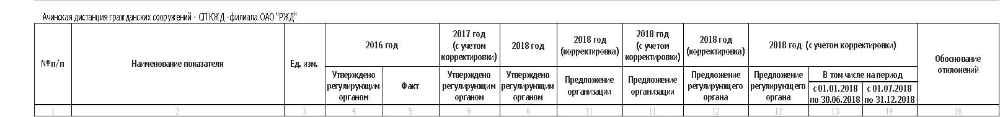 Ачинская дистанция гражданских сооружений - СП КЖД -филиала ОАО "РЖД"
№ п/п
Наименование показателя
Ед. изм.
2016 год
2017 год
(с учетом
корректировки)
2018 год
2018 год
(корректировка)
2018 год
(с учетом
корректировки)
2018 год
(корректировка)
2018 год  (с учетом корректировки)
Обоснование
отклонений
Утверждено
регулирующим
органом
Факт
Утверждено
регулирующим
органом
Утверждено
регулирующим
органом
Предложение
организации
Предложение
организации
Предложение
регулирующего
органа
Предложение
регулирующего
органа
В том числе на период
с 01.01.2018
по 30.06.2018
с 01.07.2018
по 31.12.2018
1 2 3 4 5 6 6 11 11 12 12 13 14 16